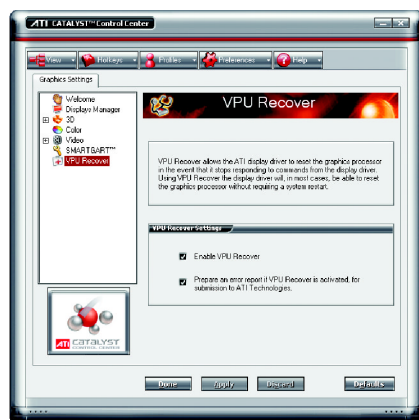 ATI CATALYST™ Control Center
View
Hotkeys
Profiles
Preferences
Help
Graphics Settings
Welcome
Displays Manager
3D
Color
Video
SMARTGART™
VPU Recover
VPU Recover
VPU Recover allows the ATI display driver to reset the graphics processor
in the event that it stops responding to commands from the display driver.
Using VPU Recover the display driver will, in most cases, be able to reset
the graphics processor without requiring a system restart.
VPU Recover Settings
Enable VPU Recover
Prepare an error report if VPU Recover is activated, for
submission to ATI Technologies.
ATI CATALYST
CONTROL CENTER
Done
Apply
Discard
Defaults